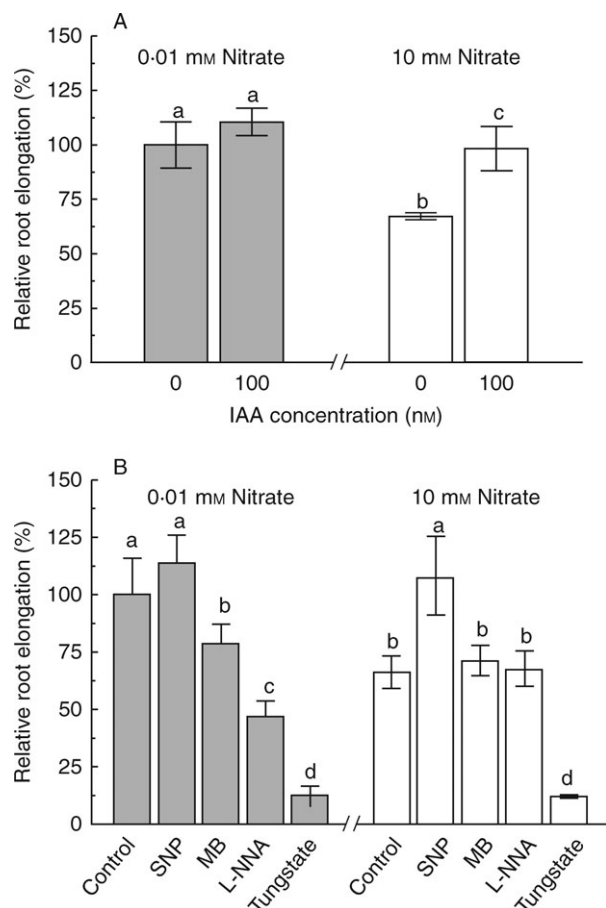 A
0·01 mM Nitrate 10 mM Nitrate
Relative root elongation (%)
150
125
100
75
50
25
0
a a b c
0 100 0 100
IAA concentration (nM)
B
0·01 mM Nitrate 10 mM Nitrate
Relative root elongation (%)
150
125
100
75
50
25
0
a a b c d b a b b d
Control SNP MB L-NNA Tungstate Control SNP MB L-NNA Tungstate